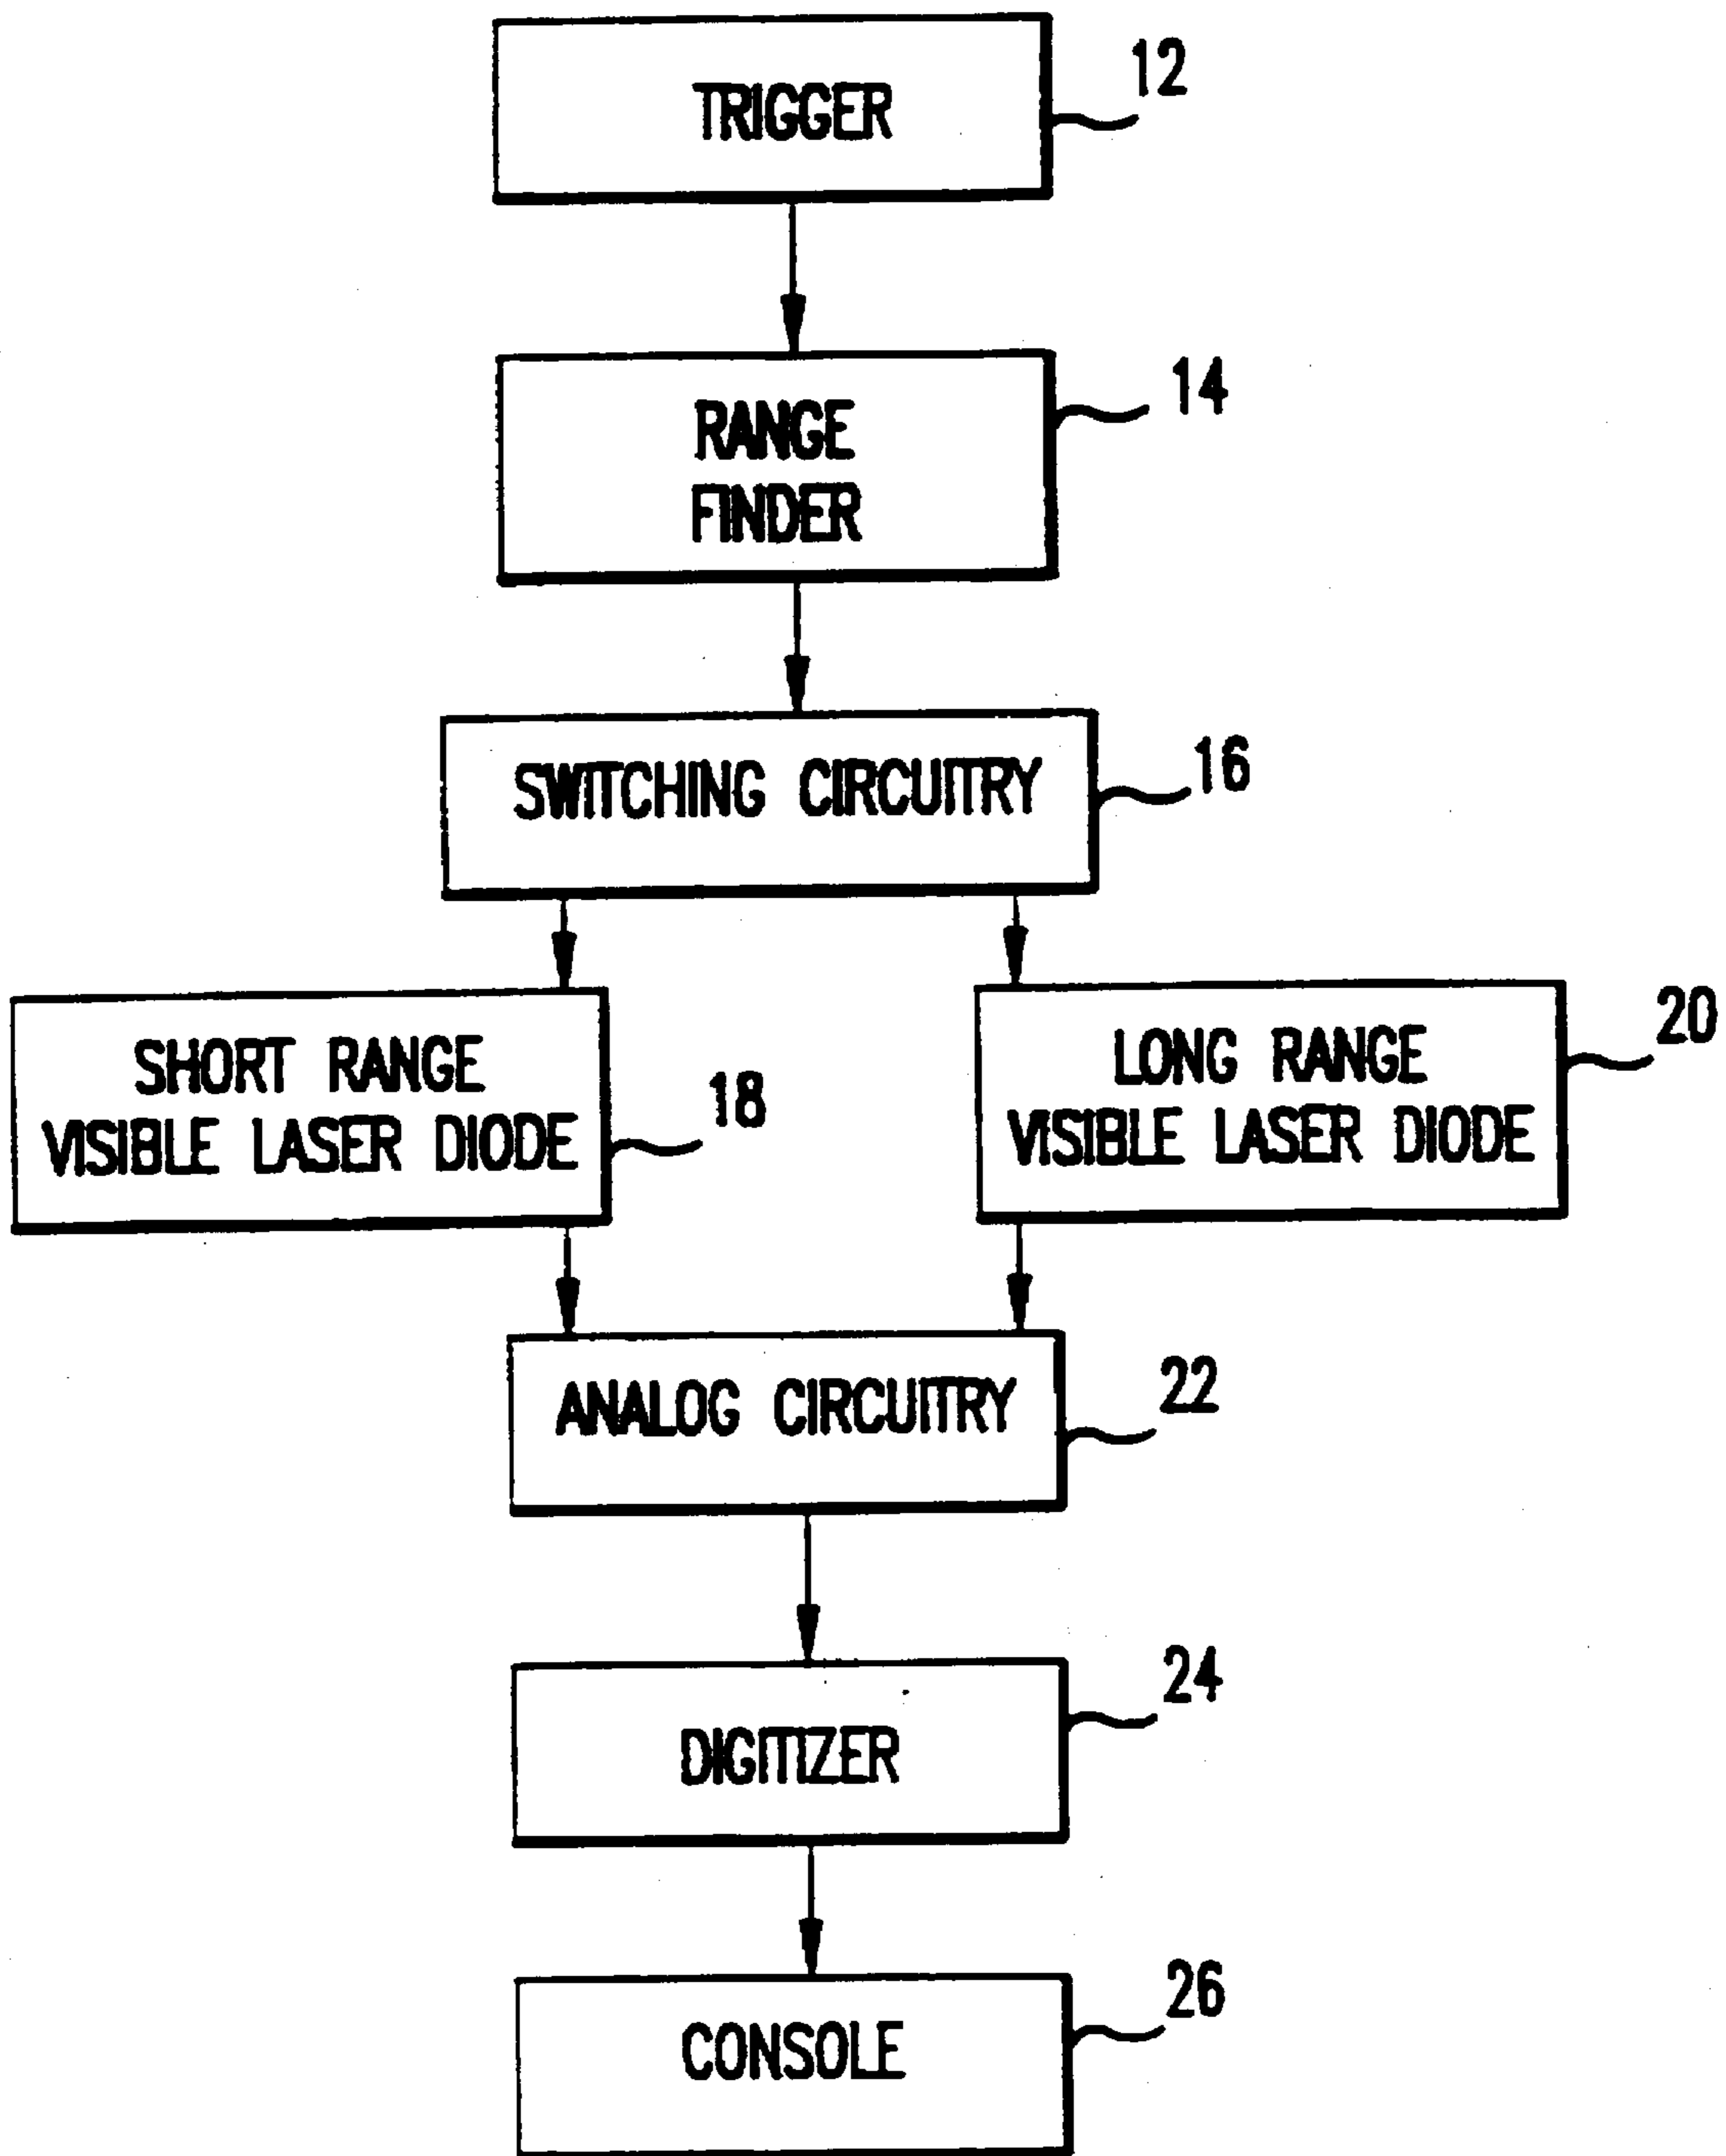 TRIGGER
12
RANGE
FINDER
14
SWITCHING CIRCUITRY
16
SHORT RANGE
VISIBLE LASER DIODE
18
LONG RANGE
VISIBLE LASER DIODE
20
ANALOG CIRCUITRY
22
DIGITIZER
24
CONSOLE
26